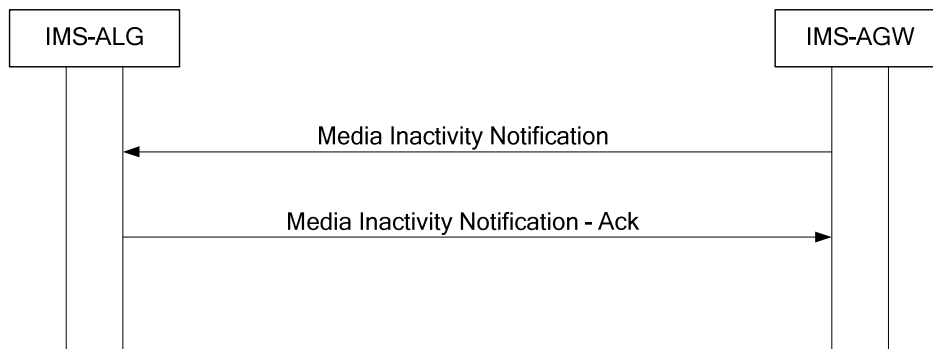 IMS-ALG
IMS-AGW
Media Inactivity Notification
Media Inactivity Notification - Ack